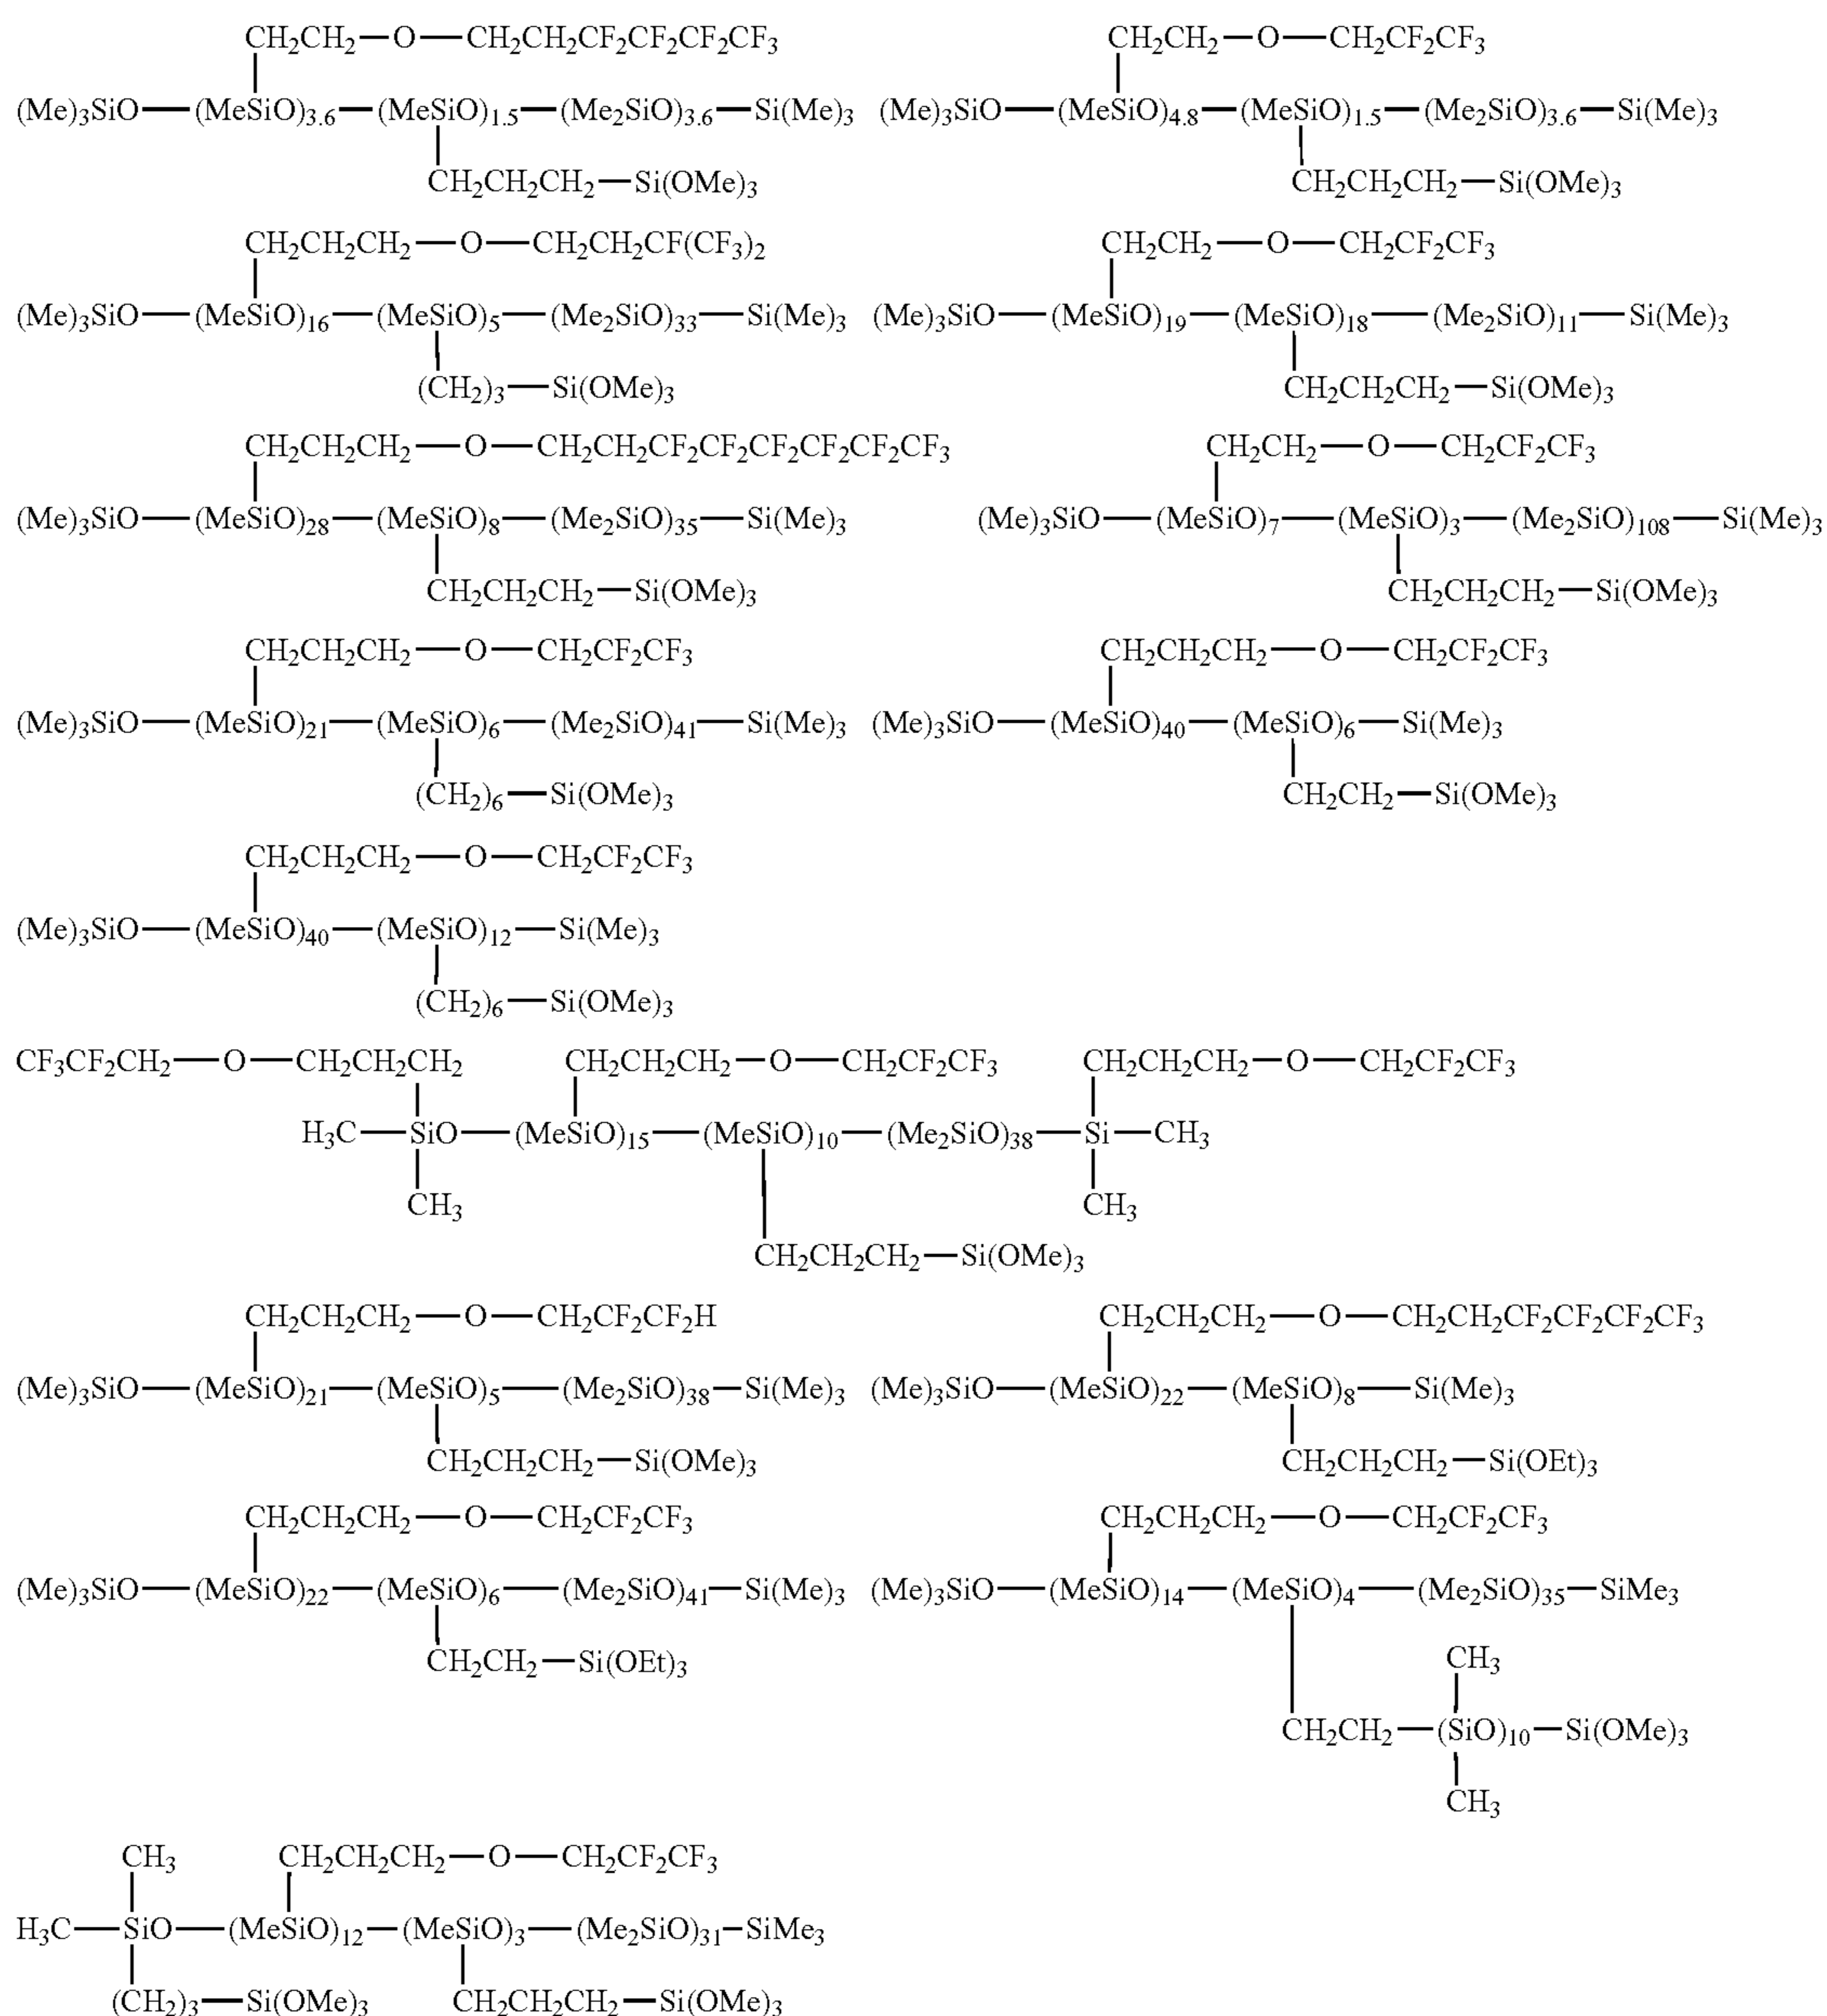 CH₂CH₂—O—CH₂CH₂CF₂CF₂CF₂CF₃
(Me)₃SiO—(MeSiO)₃.₆—(MeSiO)₁.₅—(Me₂SiO)₃.₆—Si(Me)₃
CH₂CH₂CH₂—Si(OMe)₃
CH₂CH₂—O—CH₂CF₂CF₃
(Me)₃SiO—(MeSiO)₄.₈—(MeSiO)₁.₅—(Me₂SiO)₃.₆—Si(Me)₃
CH₂CH₂CH₂—Si(OMe)₃
CH₂CH₂CH₂—O—CH₂CH₂CF(CF₃)₂
(Me)₃SiO—(MeSiO)₁₆—(MeSiO)₅—(Me₂SiO)₃₃—Si(Me)₃
(CH₂)₃—Si(OMe)₃
CH₂CH₂—O—CH₂CF₂CF₃
(Me)₃SiO—(MeSiO)₁₉—(MeSiO)₁₈—(Me₂SiO)₁₁—Si(Me)₃
CH₂CH₂CH₂—Si(OMe)₃
CH₂CH₂CH₂—O—CH₂CH₂CF₂CF₂CF₂CF₂CF₂CF₃
(Me)₃SiO—(MeSiO)₂₈—(MeSiO)₈—(Me₂SiO)₃₅—Si(Me)₃
CH₂CH₂CH₂—Si(OMe)₃
CH₂CH₂—O—CH₂CF₂CF₃
(Me)₃SiO—(MeSiO)₇—(MeSiO)₃—(Me₂SiO)₁₀₈—Si(Me)₃
CH₂CH₂CH₂—Si(OMe)₃
CH₂CH₂CH₂—O—CH₂CF₂CF₃
(Me)₃SiO—(MeSiO)₂₁—(MeSiO)₆—(Me₂SiO)₄₁—Si(Me)₃
(CH₂)₆—Si(OMe)₃
CH₂CH₂CH₂—O—CH₂CF₂CF₃
(Me)₃SiO—(MeSiO)₄₀—(MeSiO)₆—Si(Me)₃
CH₂CH₂—Si(OMe)₃
CH₂CH₂CH₂—O—CH₂CF₂CF₃
(Me)₃SiO—(MeSiO)₄₀—(MeSiO)₁₂—Si(Me)₃
(CH₂)₆—Si(OMe)₃
CF₃CF₂CH₂—O—CH₂CH₂CH₂ CH₂CH₂CH₂—O—CH₂CF₂CF₃ CH₂CH₂CH₂—O—CH₂CF₂CF₃
H₃C—SiO—(MeSiO)₁₅—(MeSiO)₁₀—(Me₂SiO)₃₈—Si—CH₃
CH₃ CH₃
CH₂CH₂CH₂—Si(OMe)₃
CH₂CH₂CH₂—O—CH₂CF₂CF₂H
(Me)₃SiO—(MeSiO)₂₁—(MeSiO)₅—(Me₂SiO)₃₈—Si(Me)₃
CH₂CH₂CH₂—Si(OMe)₃
CH₂CH₂CH₂—O—CH₂CH₂CF₂CF₂CF₂CF₃
(Me)₃SiO—(MeSiO)₂₂—(MeSiO)₈—Si(Me)₃
CH₂CH₂CH₂—Si(OEt)₃
CH₂CH₂CH₂—O—CH₂CF₂CF₃
(Me)₃SiO—(MeSiO)₂₂—(MeSiO)₆—(Me₂SiO)₄₁—Si(Me)₃
CH₂CH₂—Si(OEt)₃
CH₂CH₂CH₂—O—CH₂CF₂CF₃
(Me)₃SiO—(MeSiO)₁₄—(MeSiO)₄—(Me₂SiO)₃₅—SiMe₃
CH₃
CH₂CH₂—(SiO)₁₀—Si(OMe)₃
CH₃
CH₃ CH₂CH₂CH₂—O—CH₂CF₂CF₃
H₃C—SiO—(MeSiO)₁₂—(MeSiO)₃—(Me₂SiO)₃₁—SiMe₃
(CH₂)₃—Si(OMe)₃ CH₂CH₂CH₂—Si(OMe)₃